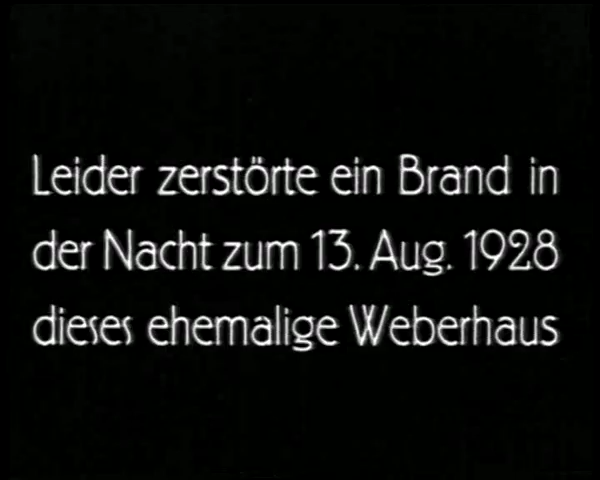 Leider zerstörte ein Brand in
der Nacht zum 13. Aug. 1928
dieses ehemalige Weberhaus